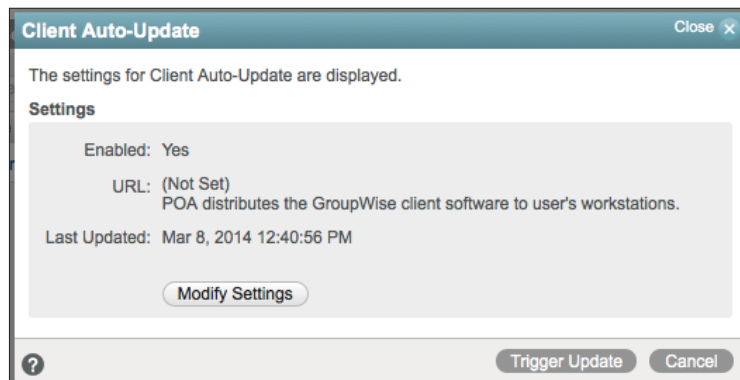 Client Auto-Update
Close x
The settings for Client Auto-Update are displayed.
Settings
Enabled: Yes
URL: (Not Set)
POA distributes the GroupWise client software to user's workstations.
Last Updated: Mar 8, 2014 12:40:56 PM
Modify Settings
?
Trigger Update
Cancel